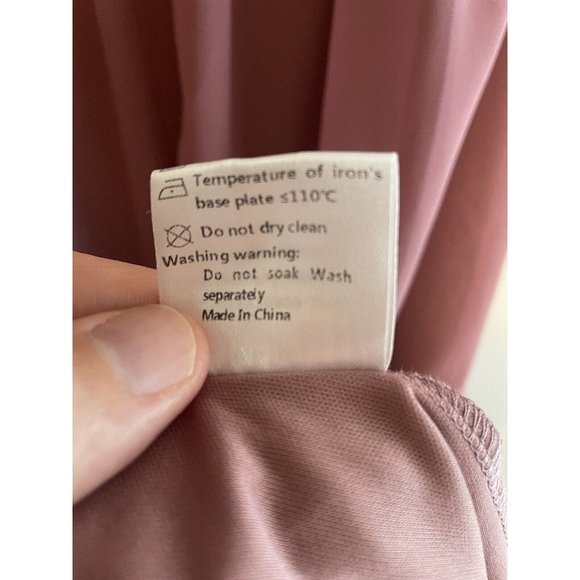 Temperature of iron's
base plate ≤110℃
Do not dry clean
Washing warning:
Do not soak Wash
separately
Made In China